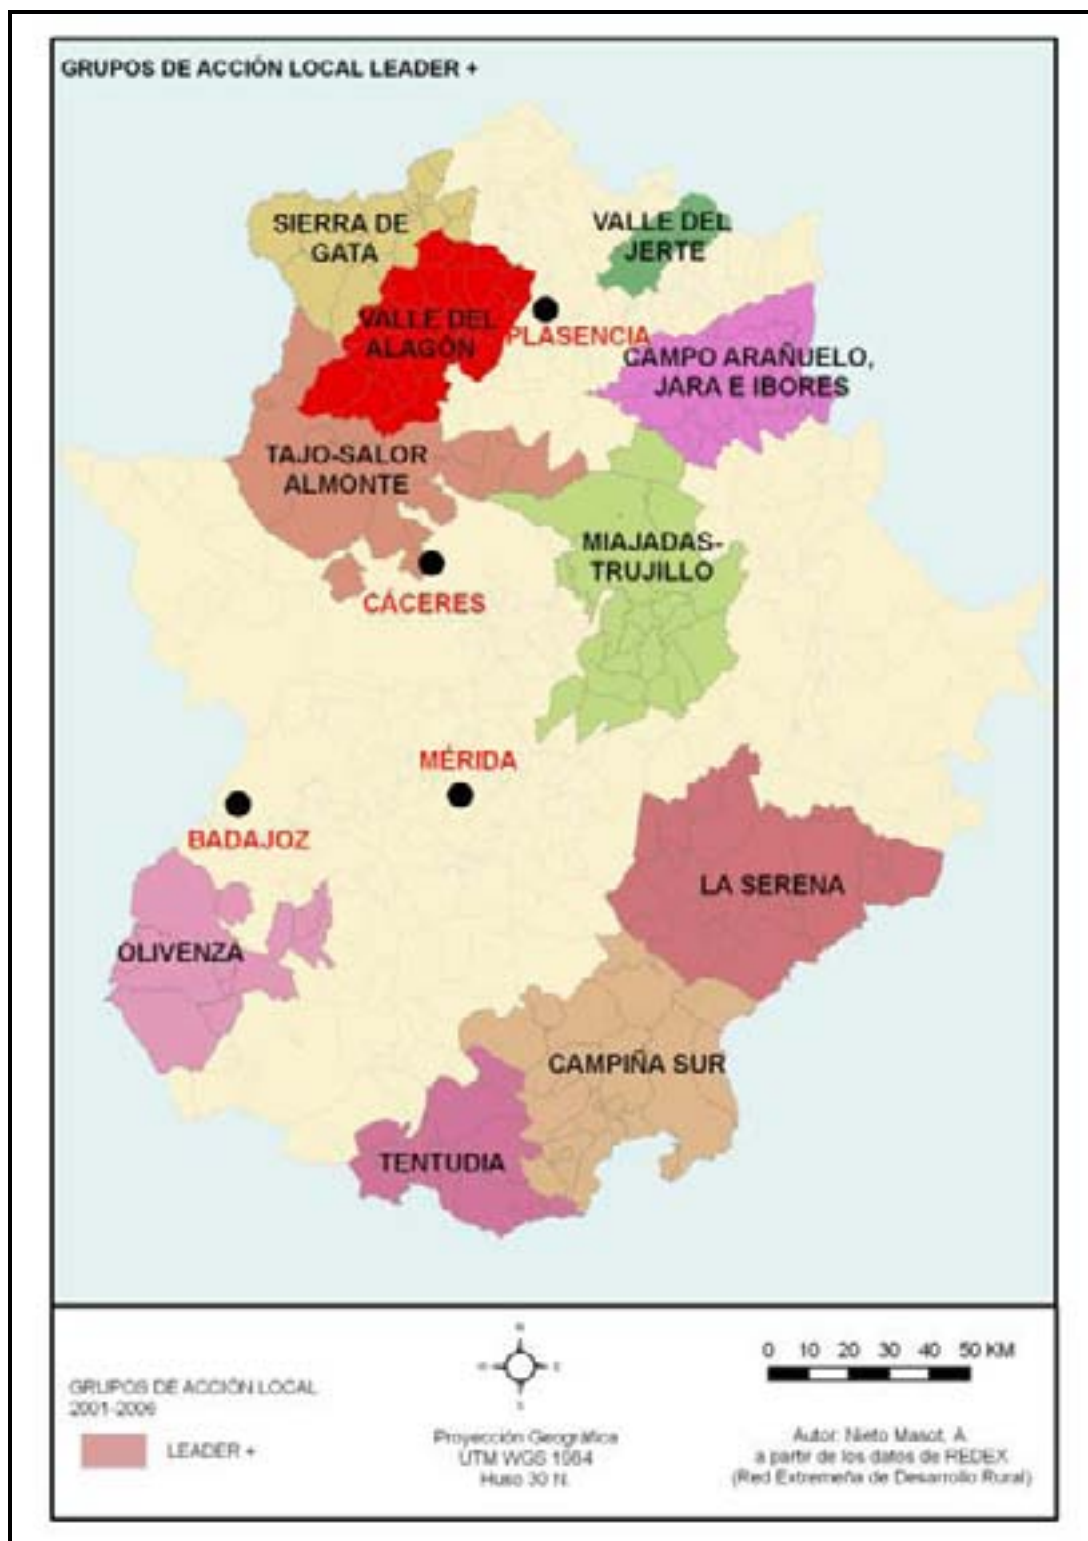 GRUPOS DE ACCIÓN LOCAL LEADER +
SIERRA DE
GATA
VALLE DEL
JERTE
VALLE DEL
ALAGÓN
PLASENCIA
CAMPO ARAÑUELO,
JARA E IBORES
TAJO-SALOR
ALMONTE
MIAJADAS-
TRUJILLO
CÁCERES
MÉRIDA
BADAJOZ
LA SERENA
OLIVENZA
CAMPIÑA SUR
TENTUDIA
GRUPOS DE ACCIÓN LOCAL
2001-2006
LEADER +
Proyección Geográfica
UTM WGS 1984
Huso 30 N.
0 10 20 30 40 50 KM
Autor: Nieto Masot, A.
a partir de los datos de REDEX
(Red Extremeña de Desarrollo Rural)